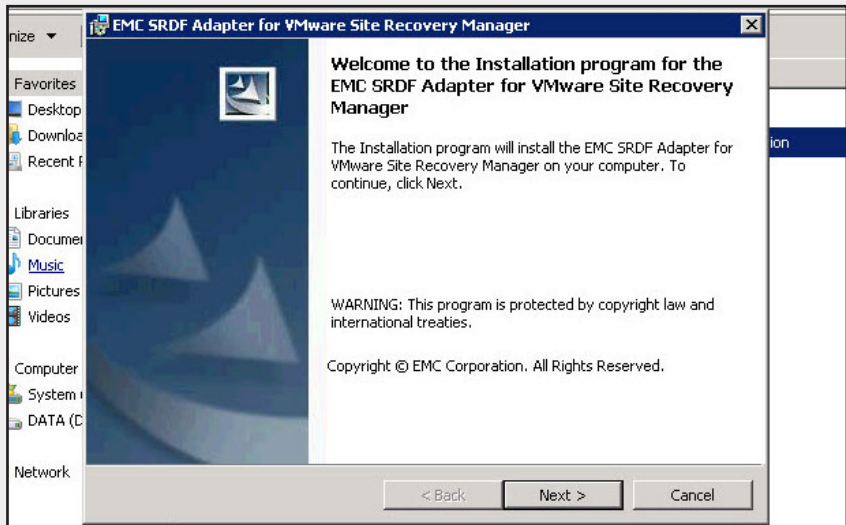 EMC SRDF Adapter for VMware Site Recovery Manager
nize
Favorites
Desktop
Downloa
Recent
Libraries
Docume
Music
Pictures
Videos
Computer
System
DATA (D
Network
ion
Welcome to the Installation program for the
EMC SRDF Adapter for VMware Site Recovery
Manager
The Installation program will install the EMC SRDF Adapter for
VMware Site Recovery Manager on your computer. To
continue, click Next.
WARNING: This program is protected by copyright law and
international treaties.
Copyright © EMC Corporation. All Rights Reserved.
< Back
Next >
Cancel